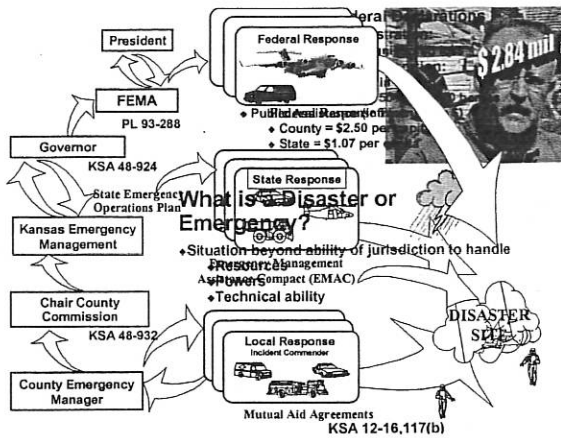 President
FEMA
PL 93-288
Governor
KSA 48-924
State Emergency
Operations Plan
Kansas Emergency
Management
Chair County
Commission
KSA 48-932
County Emergency
Manager
Federal Response
$ 2.84 mil
County = $2.50 per
State = $1.07 per
State Response
What is a Disaster or
Emergency?
Situation beyond ability of jurisdiction to handle
Resources
Powers
Technical ability
Emergency Management
Assistance Compact (EMAC)
DISASTER
SITE
Local Response
Incident Commander
Mutual Aid Agreements
KSA 12-16,117(b)